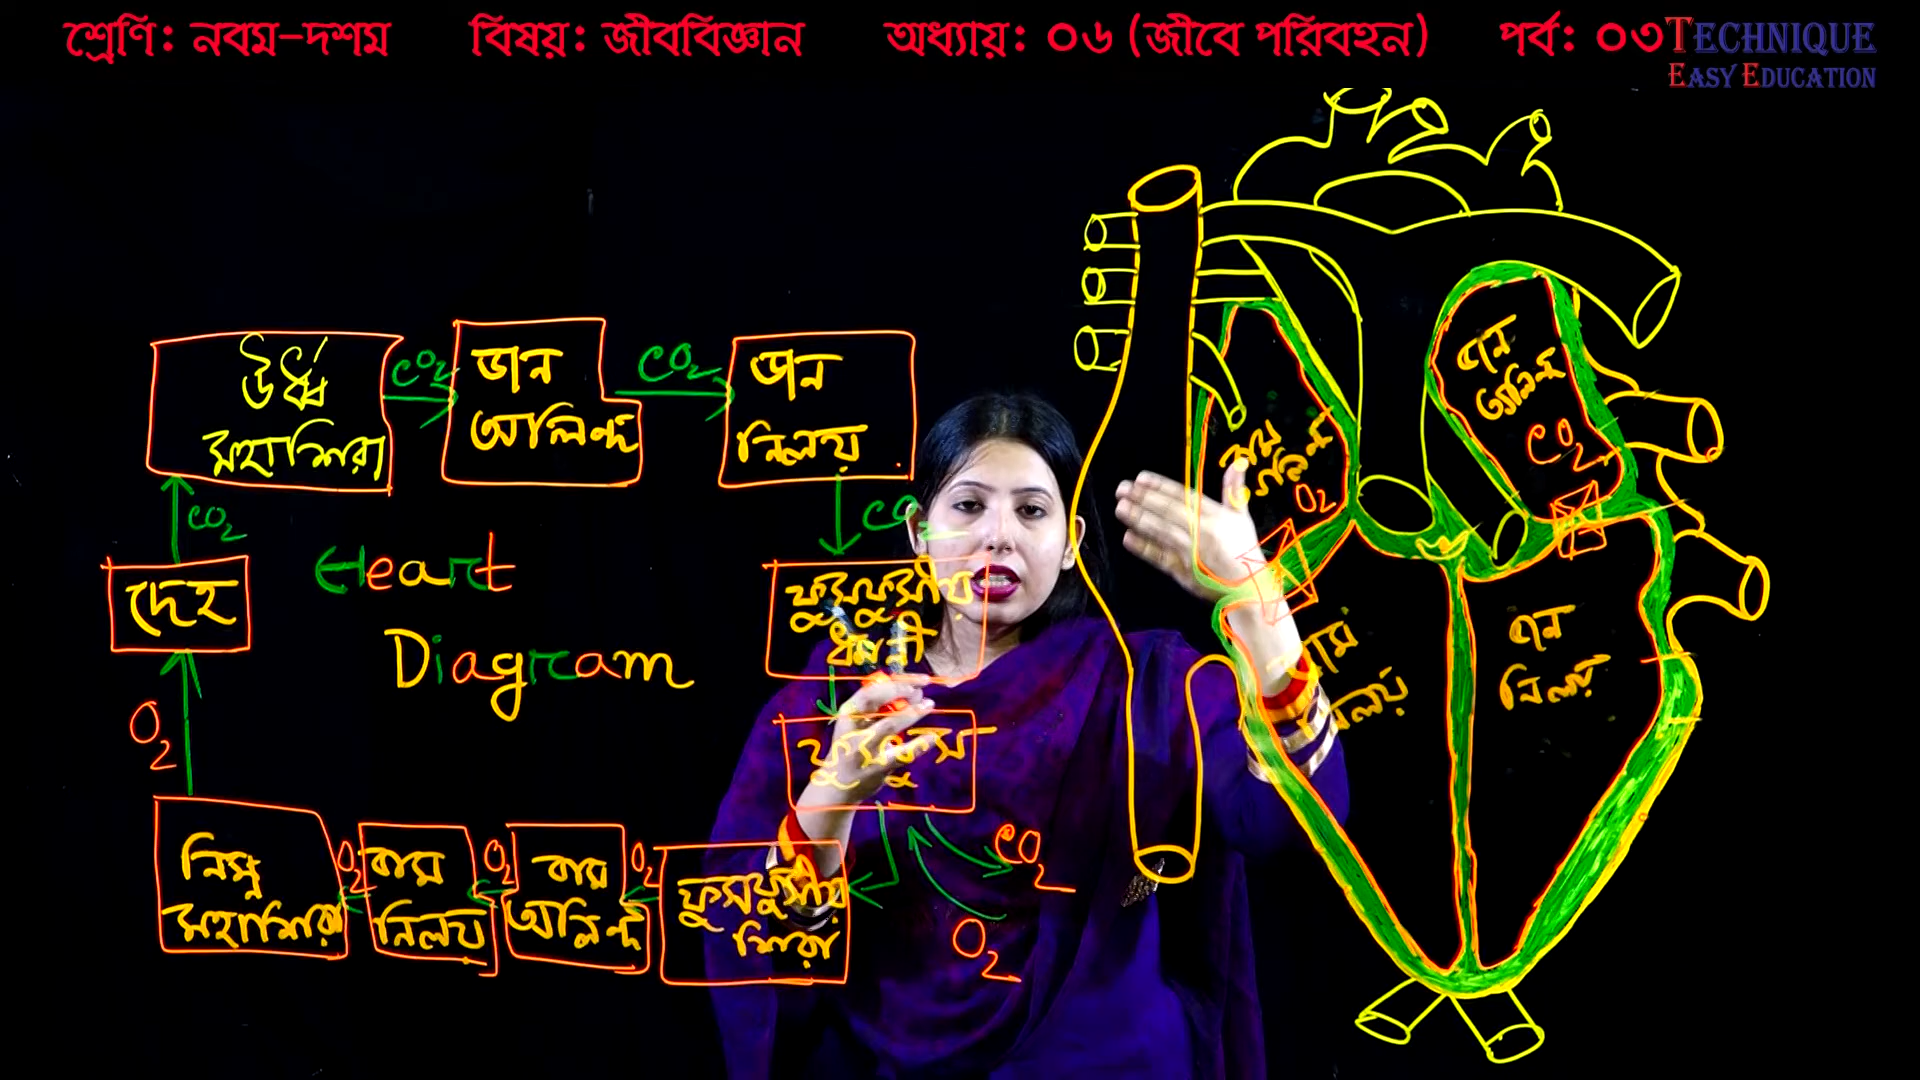 শ্রেণি: নবম-দশম বিষয়: জীববিজ্ঞান অধ্যায়: ০৬ (জীবে পরিবহন) পর্ব: ০৩
TECHNIQUE
EASY EDUCATION
ঊর্ধ্ব
মহাশিরা
CO2
ডান
অলিন্দ
CO2
ডান
নিলয়
CO2
দেহ
CO2
Heart
Diagram
ফুসফুসীয়
ধমনী
ফুসফুস
CO2
O2
O2
নিম্ন
মহাশিরা
O2
বাম
নিলয়
O2
বাম
অলিন্দ
O2
ফুসফুসীয়
শিরা
ডান
অলিন্দ
CO2
বাম
অলিন্দ
O2
বাম
নিলয়
ডান
নিলয়